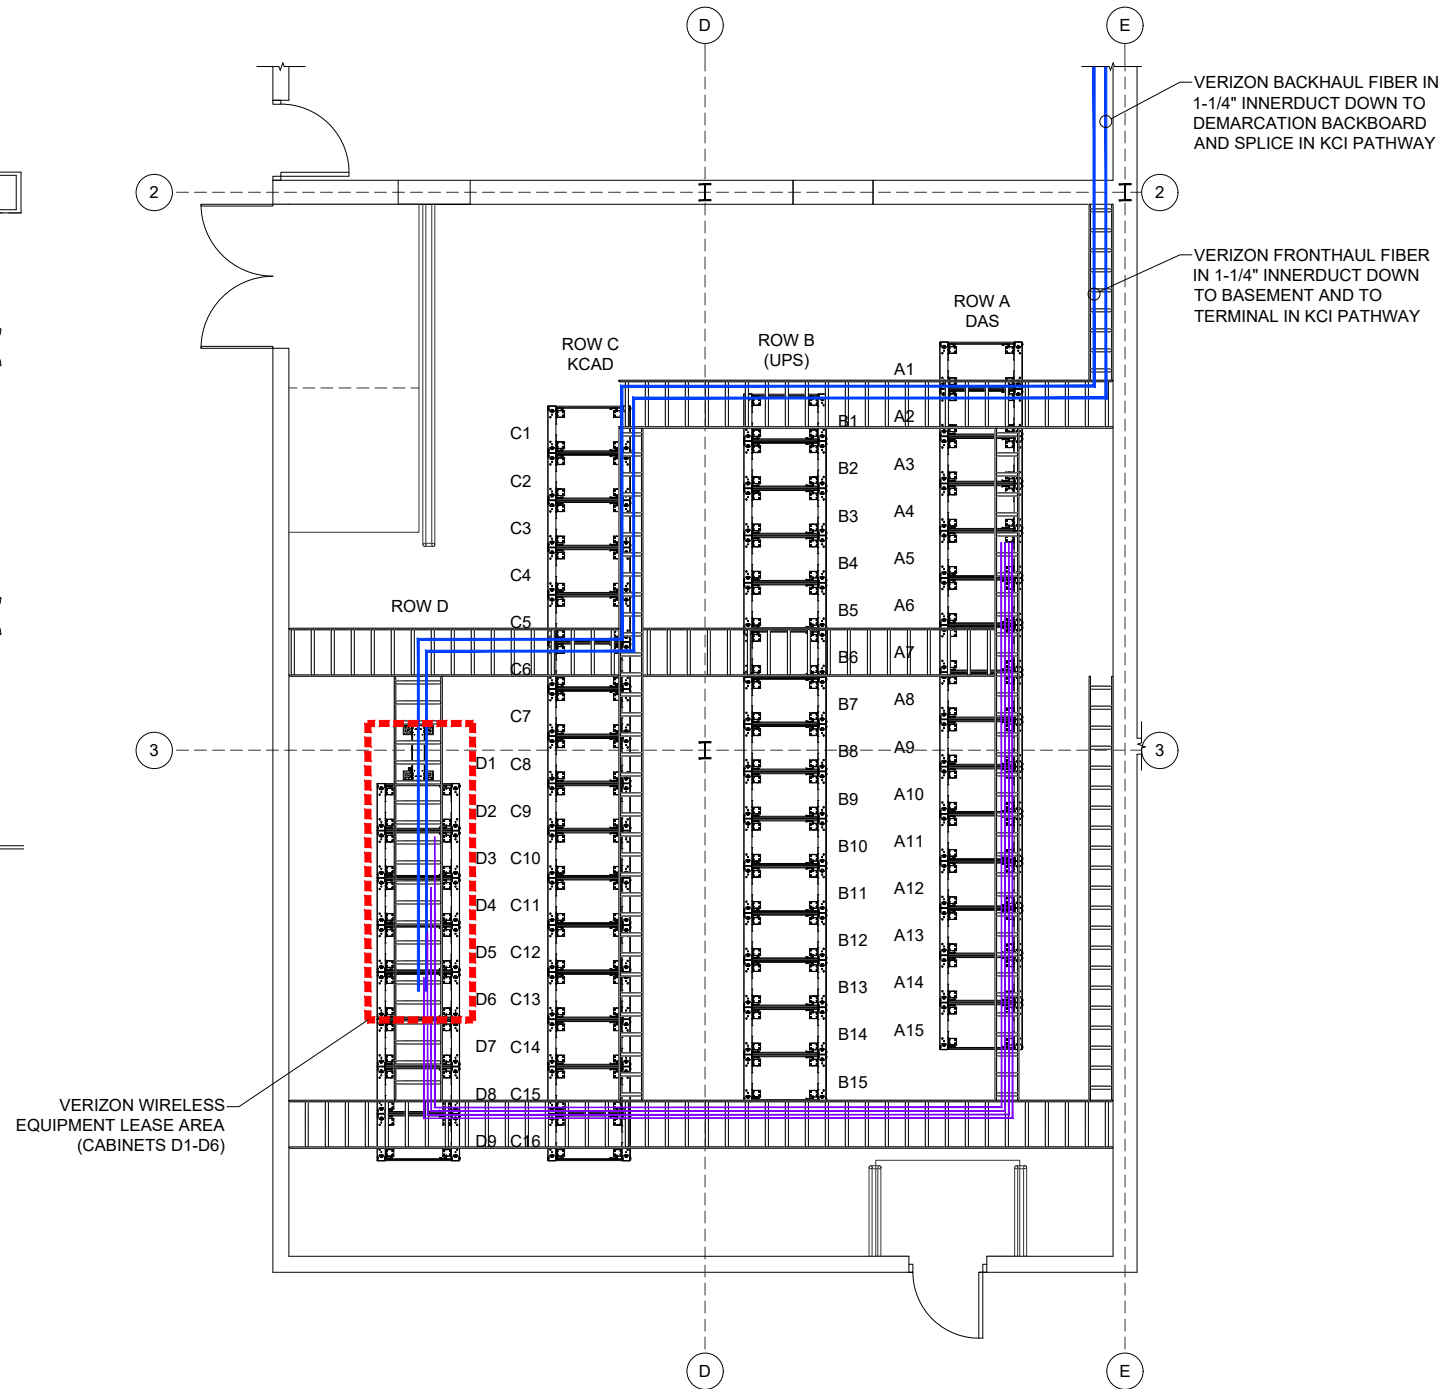 D
E
VERIZON BACKHAUL FIBER IN
1-1/4" INNERDUCT DOWN TO
DEMARCATION BACKBOARD
AND SPLICE IN KCI PATHWAY
2
2
VERIZON FRONTHAUL FIBER
IN 1-1/4" INNERDUCT DOWN
TO BASEMENT AND TO
TERMINAL IN KCI PATHWAY
ROW A
DAS
ROW B
(UPS)
ROW C
KCAD
ROW D
A1
A2
A3
A4
A5
A6
A7
A8
A9
A10
A11
A12
A13
A14
A15
B1
B2
B3
B4
B5
B6
B7
B8
B9
B10
B11
B12
B13
B14
B15
C1
C2
C3
C4
C5
C6
C7
C8
C9
C10
C11
C12
C13
C14
C15
C16
D1
D2
D3
D4
D5
D6
D7
D8
D9
3
3
VERIZON WIRELESS
EQUIPMENT LEASE AREA
(CABINETS D1-D6)
D
E